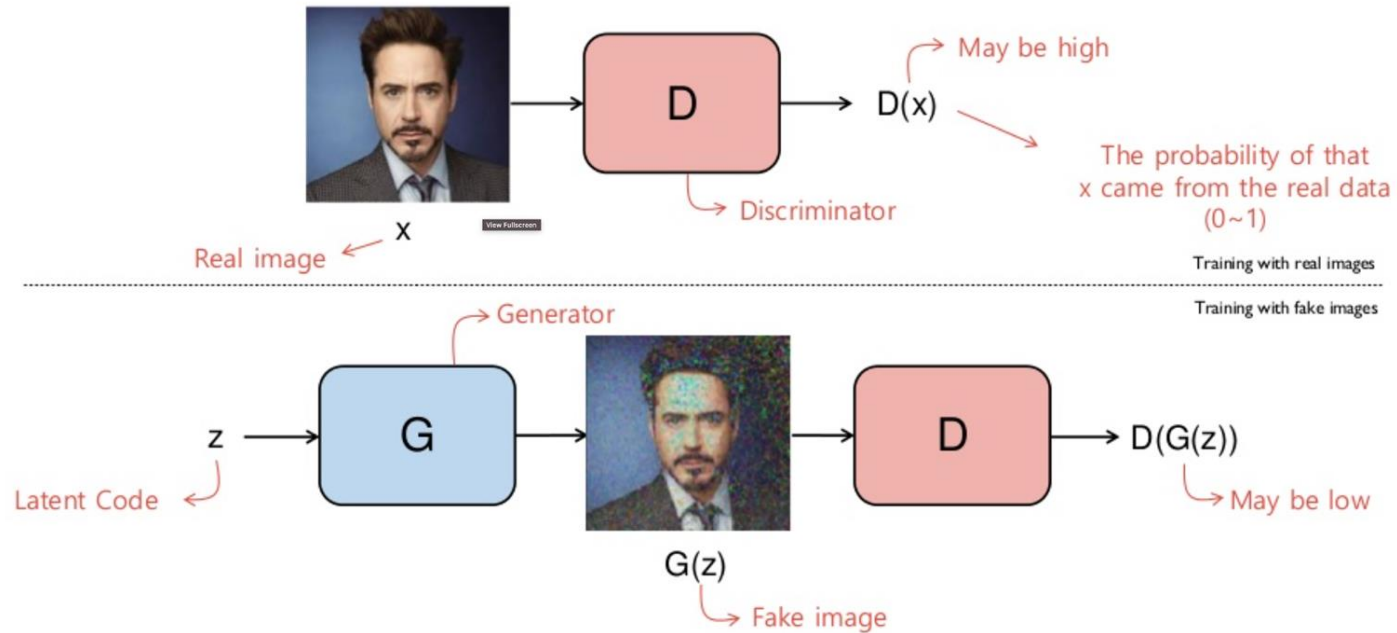 May be high
D
D(x)
The probability of that
x came from the real data
(0~1)
Discriminator
x
View Fullscreen
Real image
Training with real images
Training with fake images
Generator
z
G
D
D(G(z))
Latent Code
May be low
G(z)
Fake image